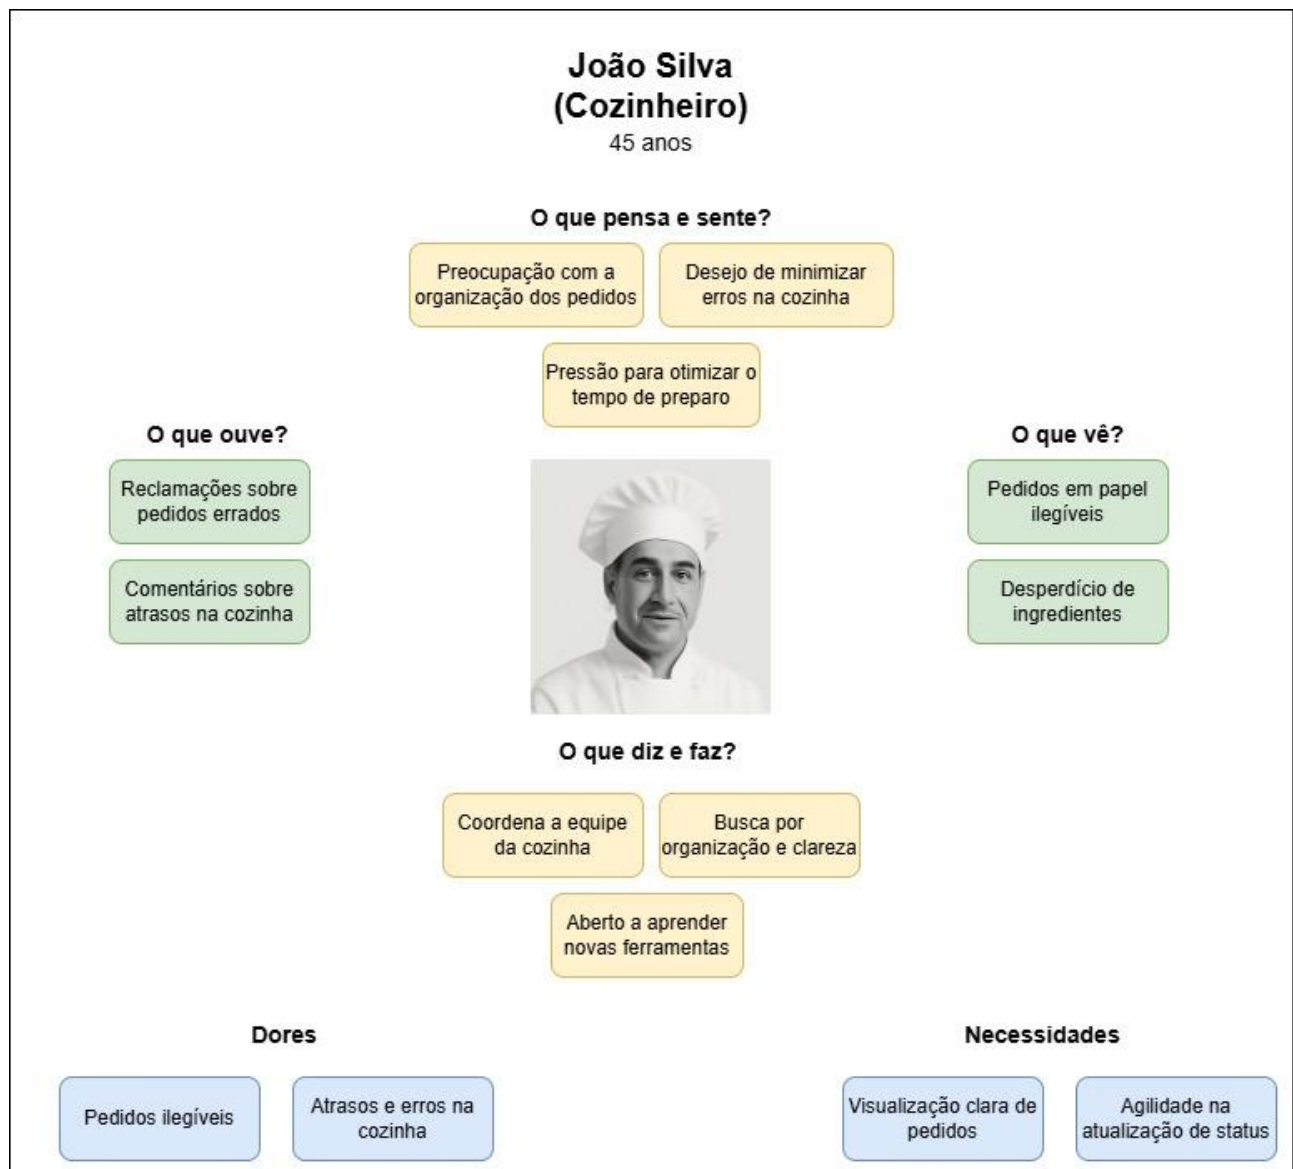 João Silva
(Cozinheiro)
45 anos
O que pensa e sente?
Preocupação com a
organização dos pedidos
Desejo de minimizar
erros na cozinha
Pressão para otimizar o
tempo de preparo
O que ouve?
Reclamações sobre
pedidos errados
Comentários sobre
atrasos na cozinha
O que vê?
Pedidos em papel
ilegíveis
Desperdício de
ingredientes
O que diz e faz?
Coordena a equipe
da cozinha
Busca por
organização e clareza
Aberto a aprender
novas ferramentas
Dores
Pedidos ilegíveis
Atrasos e erros na
cozinha
Necessidades
Visualização clara de
pedidos
Agilidade na
atualização de status